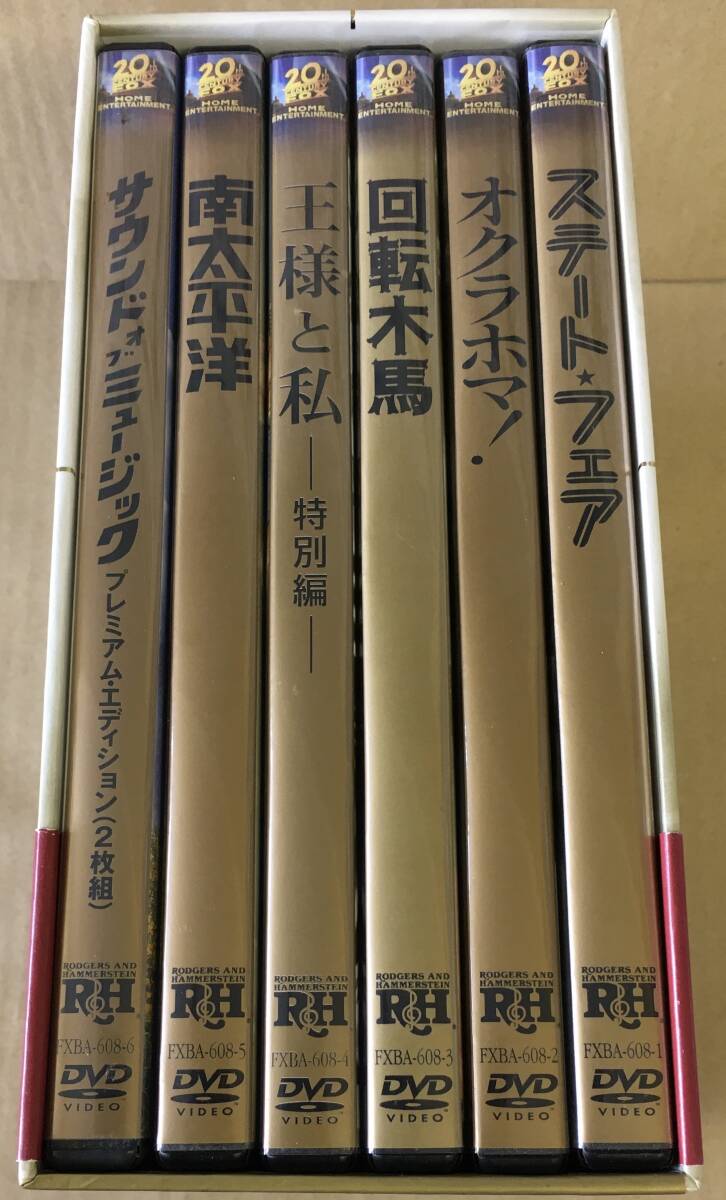 20th
CENTURY
FOX
HOME
ENTERTAINMENT
サウンド オブ ミュージック
プレミアム・エディション(2枚組)
RODGERS AND
HAMMERSTEIN
R&H
FXBA-608-6
DVD
VIDEO™
20th
CENTURY
FOX
HOME
ENTERTAINMENT
南太平洋
RODGERS AND
HAMMERSTEIN
R&H
FXBA-608-5
DVD
VIDEO™
20th
CENTURY
FOX
HOME
ENTERTAINMENT
王様と私
―特別編―
RODGERS AND
HAMMERSTEIN
R&H
FXBA-608-4
DVD
VIDEO™
20th
CENTURY
FOX
HOME
ENTERTAINMENT
回転木馬
RODGERS AND
HAMMERSTEIN
R&H
FXBA-608-3
DVD
VIDEO™
20th
CENTURY
FOX
HOME
ENTERTAINMENT
オクラホマ!
RODGERS AND
HAMMERSTEIN
R&H
FXBA-608-2
DVD
VIDEO™
20th
CENTURY
FOX
HOME
ENTERTAINMENT
ステート★フェア
RODGERS AND
HAMMERSTEIN
R&H
FXBA-608-1
DVD
VIDEO™